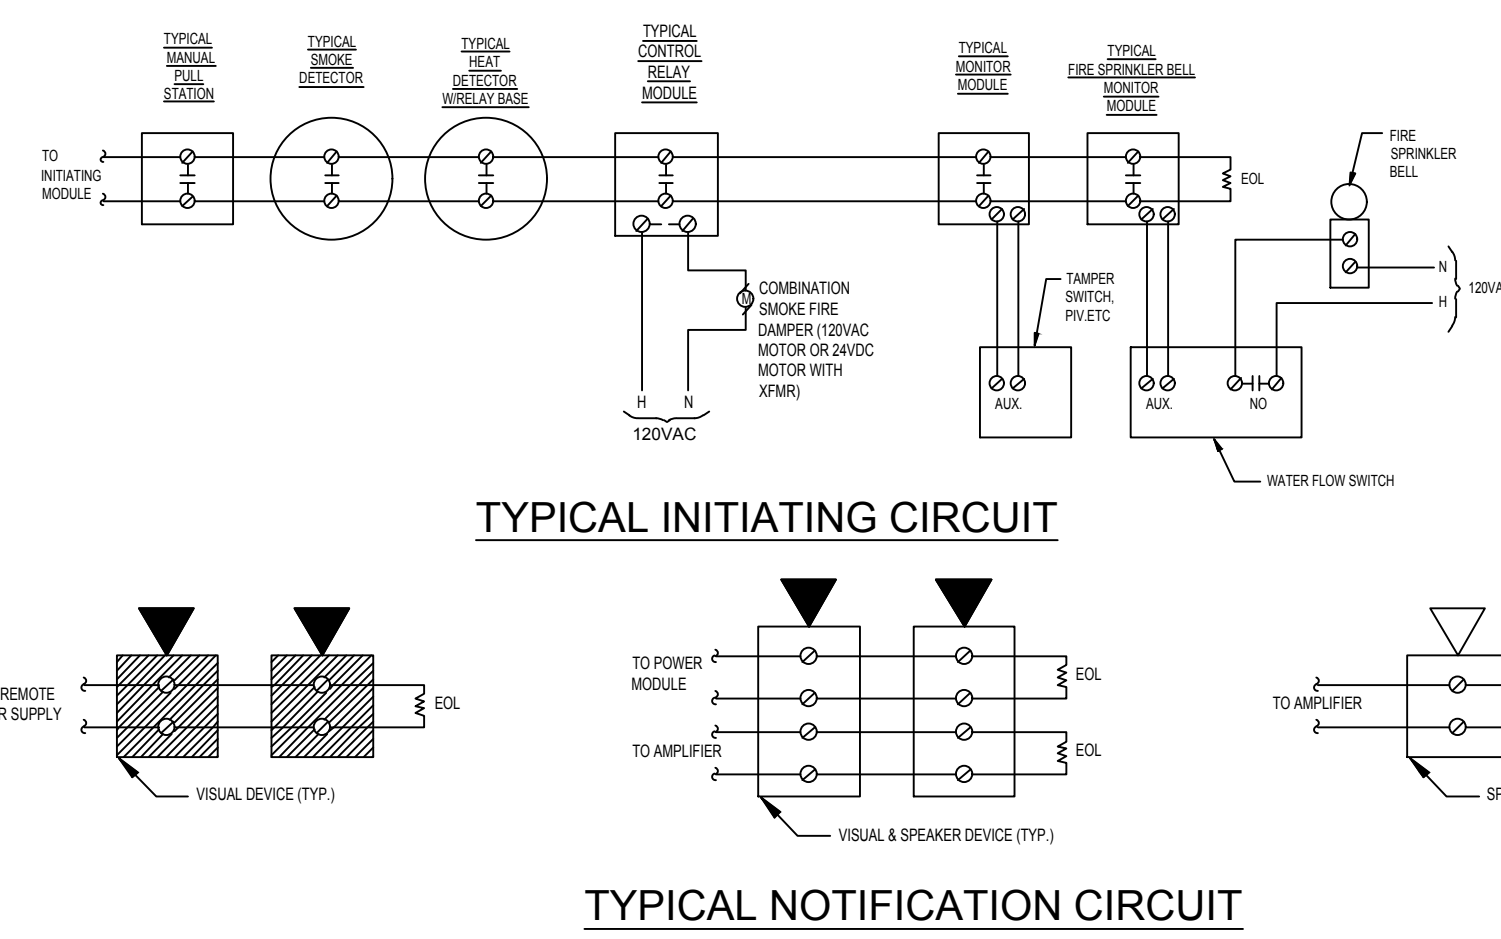 TYPICAL
MANUAL
PULL
STATION
TYPICAL
SMOKE
DETECTOR
TYPICAL
HEAT
DETECTOR
W/RELAY BASE
TYPICAL
CONTROL
RELAY
MODULE
TYPICAL
MONITOR
MODULE
TYPICAL
FIRE SPRINKLER BELL
MONITOR
MODULE
FIRE
SPRINKLER
BELL
TO
INITIATING
MODULE
EOL
N
H
120VA
TAMPER
SWITCH,
PIV.ETC
M
COMBINATION
SMOKE FIRE
DAMPER (120VAC
MOTOR OR 24VDC
MOTOR WITH
XFMR)
H
N
120VAC
AUX.
AUX.
NO
WATER FLOW SWITCH
TYPICAL INITIATING CIRCUIT
REMOTE
R SUPPLY
EOL
VISUAL DEVICE (TYP.)
TO POWER
MODULE
EOL
TO AMPLIFIER
EOL
VISUAL & SPEAKER DEVICE (TYP.)
TO AMPLIFIER
SP
TYPICAL NOTIFICATION CIRCUIT